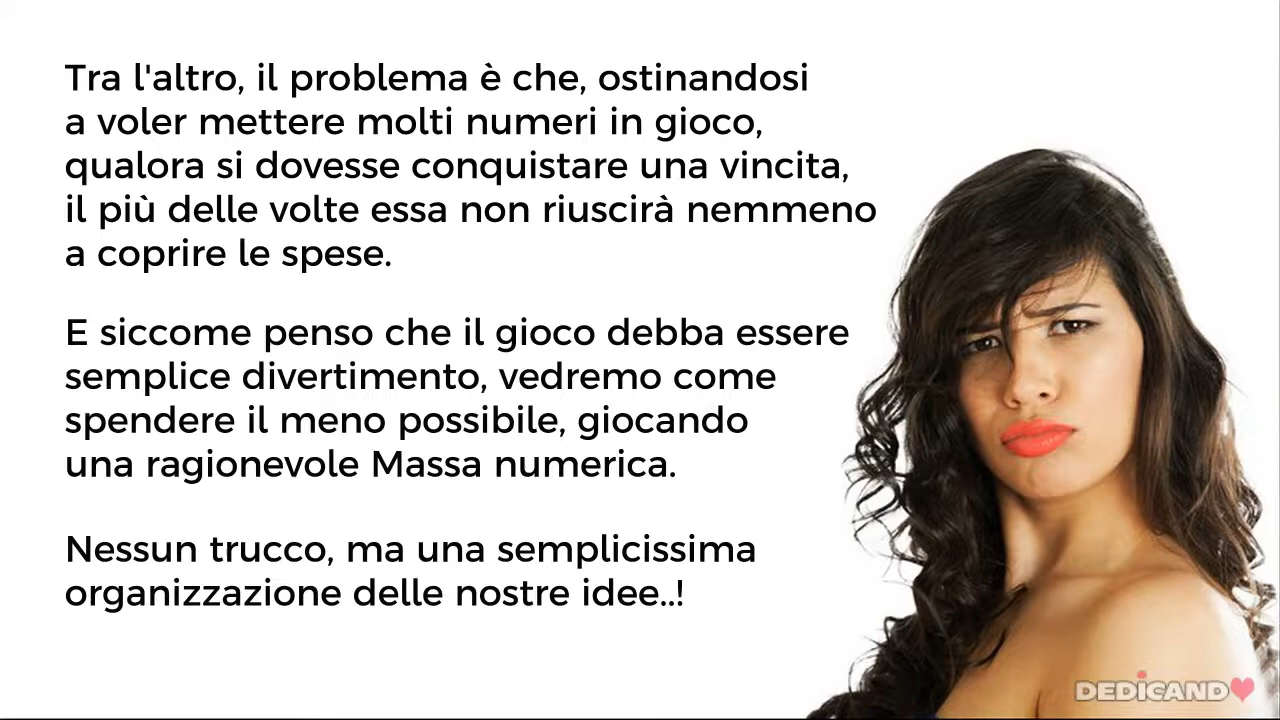 Tra l'altro, il problema è che, ostinandosi
a voler mettere molti numeri in gioco,
qualora si dovesse conquistare una vincita,
il più delle volte essa non riuscirà nemmeno
a coprire le spese.
E siccome penso che il gioco debba essere
semplice divertimento, vedremo come
spendere il meno possibile, giocando
una ragionevole Massa numerica.
Nessun trucco, ma una semplicissima
organizzazione delle nostre idee..!
DEDICAND